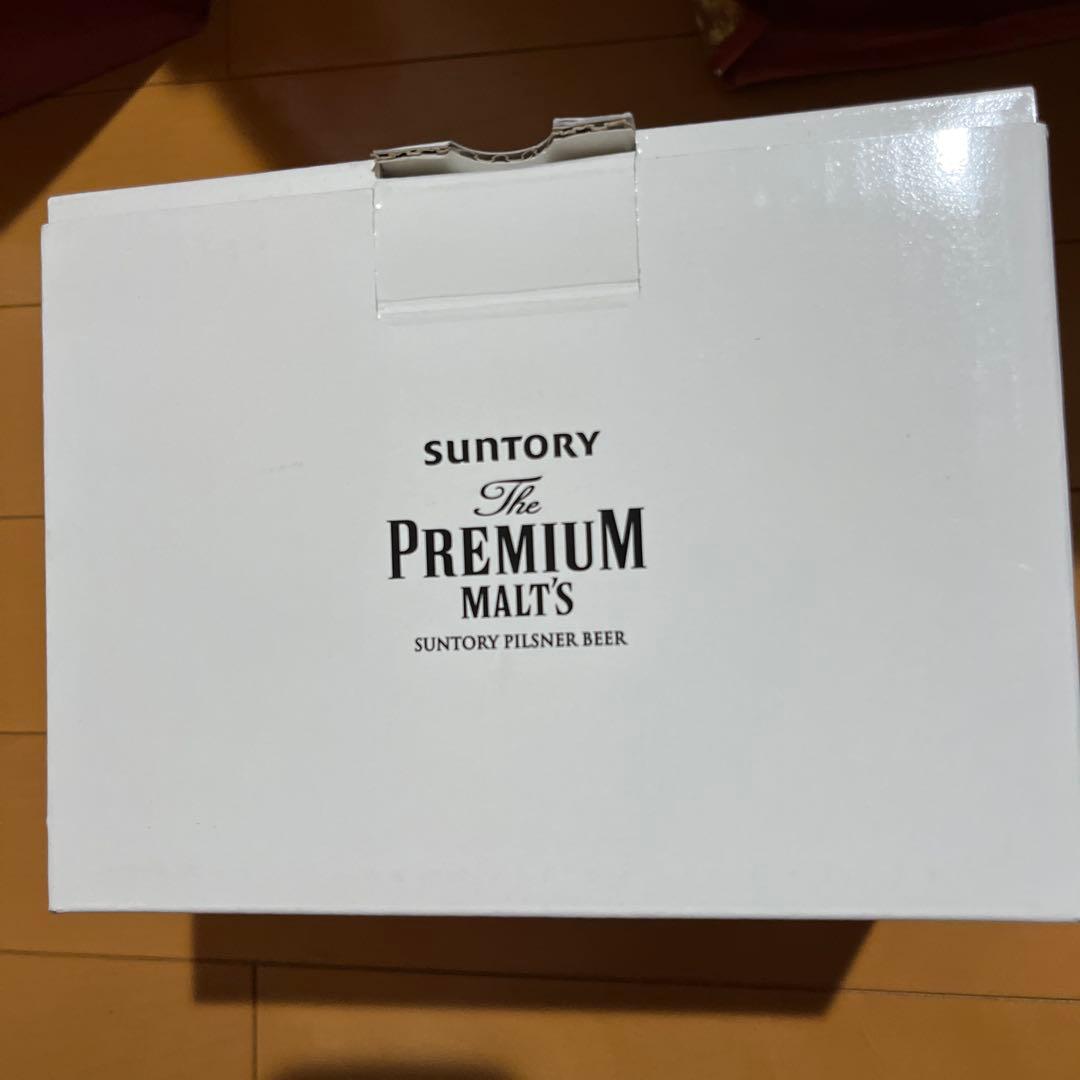 SUNTORY
The
PREMIUM
MALT'S
SUNTORY PILSNER BEER